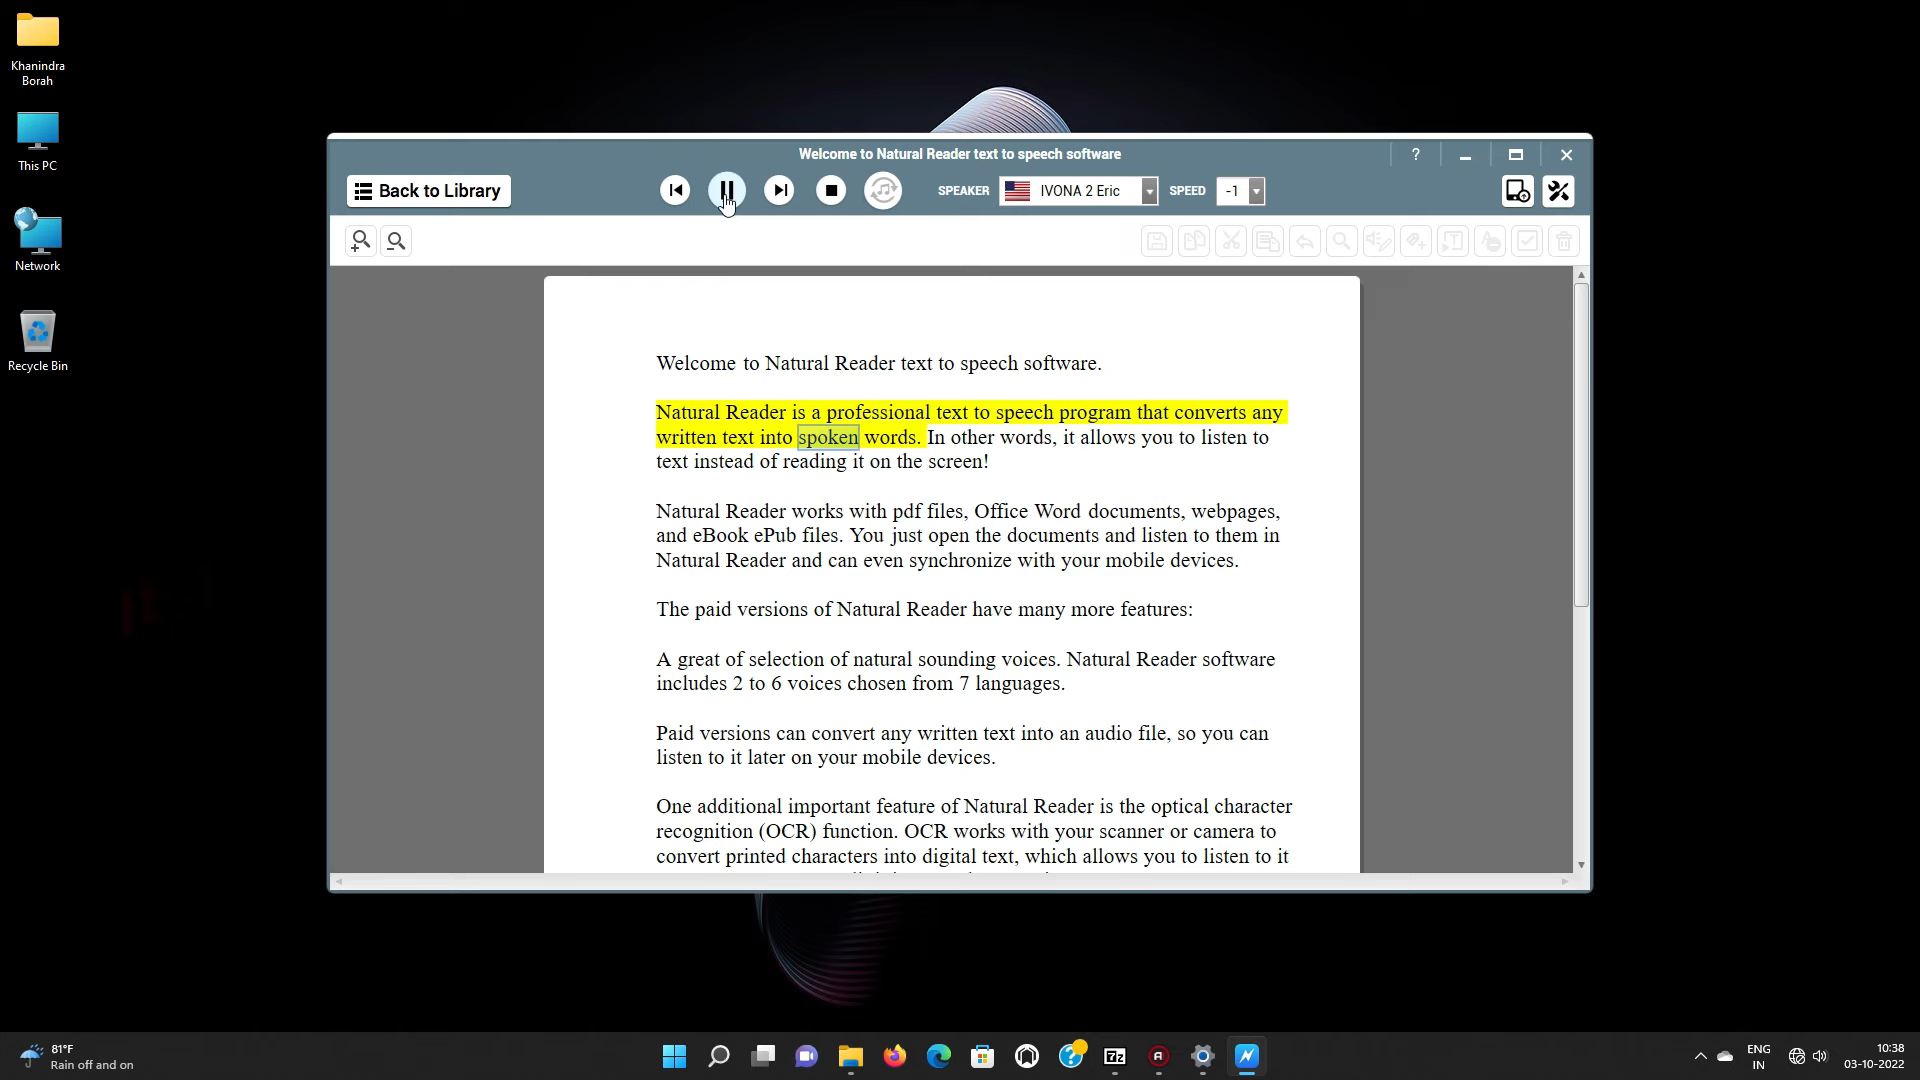 Khanindra
Borah
This PC
Network
Recycle Bin
Welcome to Natural Reader text to speech software
?
Back to Library
SPEAKER IVONA 2 Eric SPEED -1
Welcome to Natural Reader text to speech software.
Natural Reader is a professional text to speech program that converts any
written text into spoken words. In other words, it allows you to listen to
text instead of reading it on the screen!
Natural Reader works with pdf files, Office Word documents, webpages,
and eBook ePub files. You just open the documents and listen to them in
Natural Reader and can even synchronize with your mobile devices.
The paid versions of Natural Reader have many more features:
A great of selection of natural sounding voices. Natural Reader software
includes 2 to 6 voices chosen from 7 languages.
Paid versions can convert any written text into an audio file, so you can
listen to it later on your mobile devices.
One additional important feature of Natural Reader is the optical character
recognition (OCR) function. OCR works with your scanner or camera to
convert printed characters into digital text, which allows you to listen to it
81°F
Rain off and on
7z
ENG
IN
10:38
03-10-2022